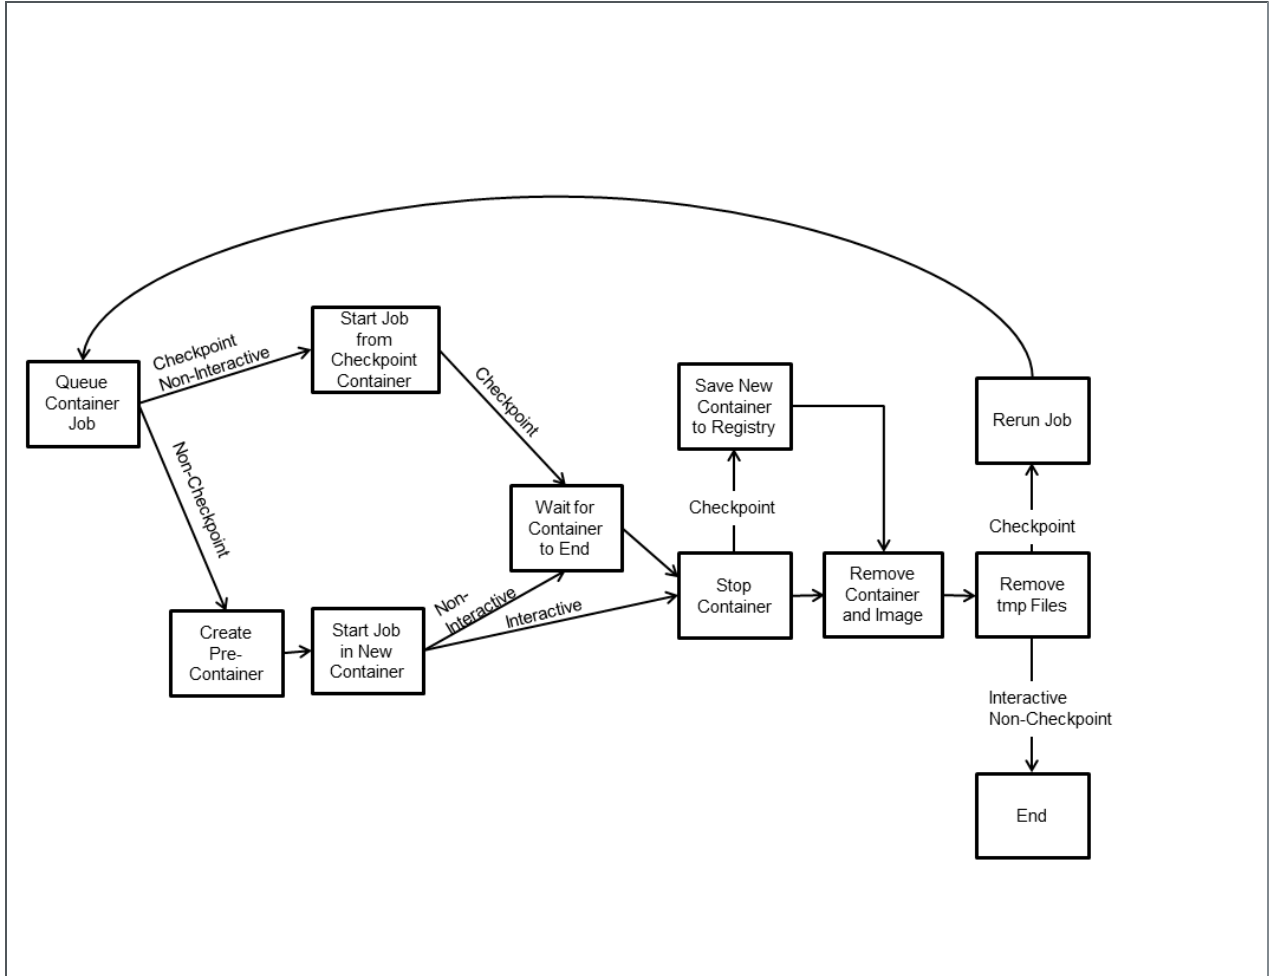 Start Job
from
Checkpoint
Container
Checkpoint
Non-Interactive
Queue
Container
Job
Checkpoint
Non-Checkpoint
Save New
Container
to Registry
Rerun Job
Wait for
Container
to End
Checkpoint
Checkpoint
Stop
Container
Remove
Container
and Image
Remove
tmp Files
Non-
Interactive
Interactive
Create
Pre-
Container
Start Job
in New
Container
Interactive
Non-Checkpoint
End